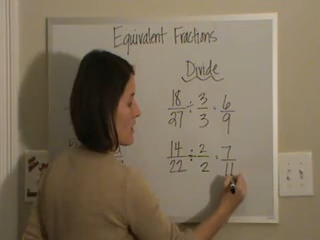 Equivalent Fractions
Divide
18/27 ÷ 3/3 = 6/9
14/22 ÷ 2/2 = 7/11